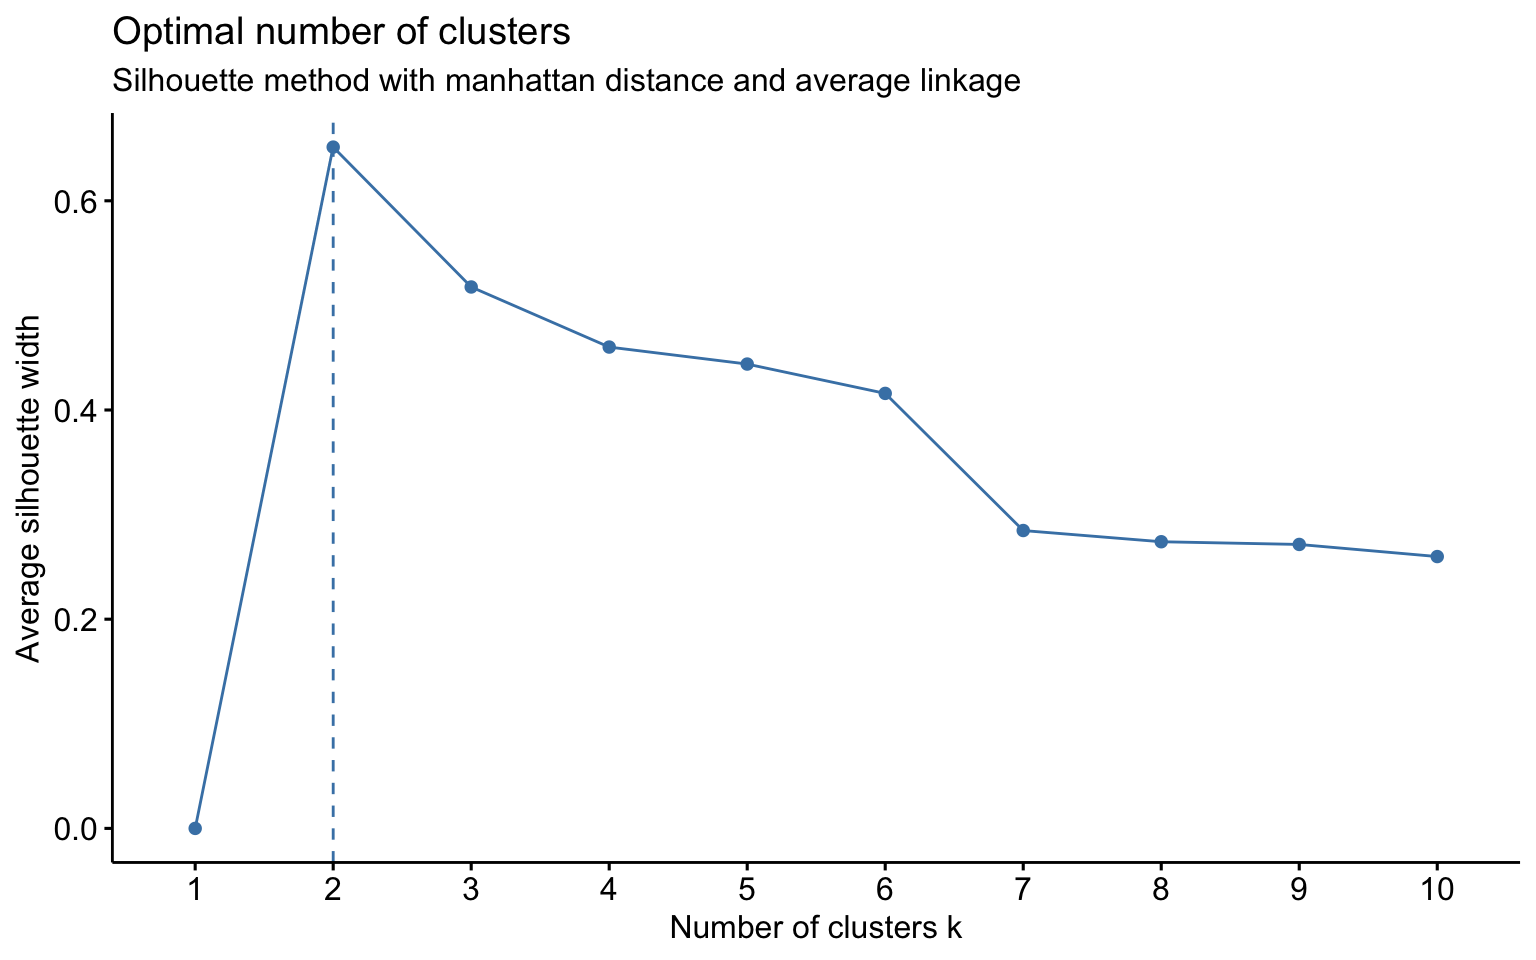 Optimal number of clusters
Silhouette method with manhattan distance and average linkage
Average silhouette width
0.6
0.4
0.2
0.0
1 2 3 4 5 6 7 8 9 10
Number of clusters k